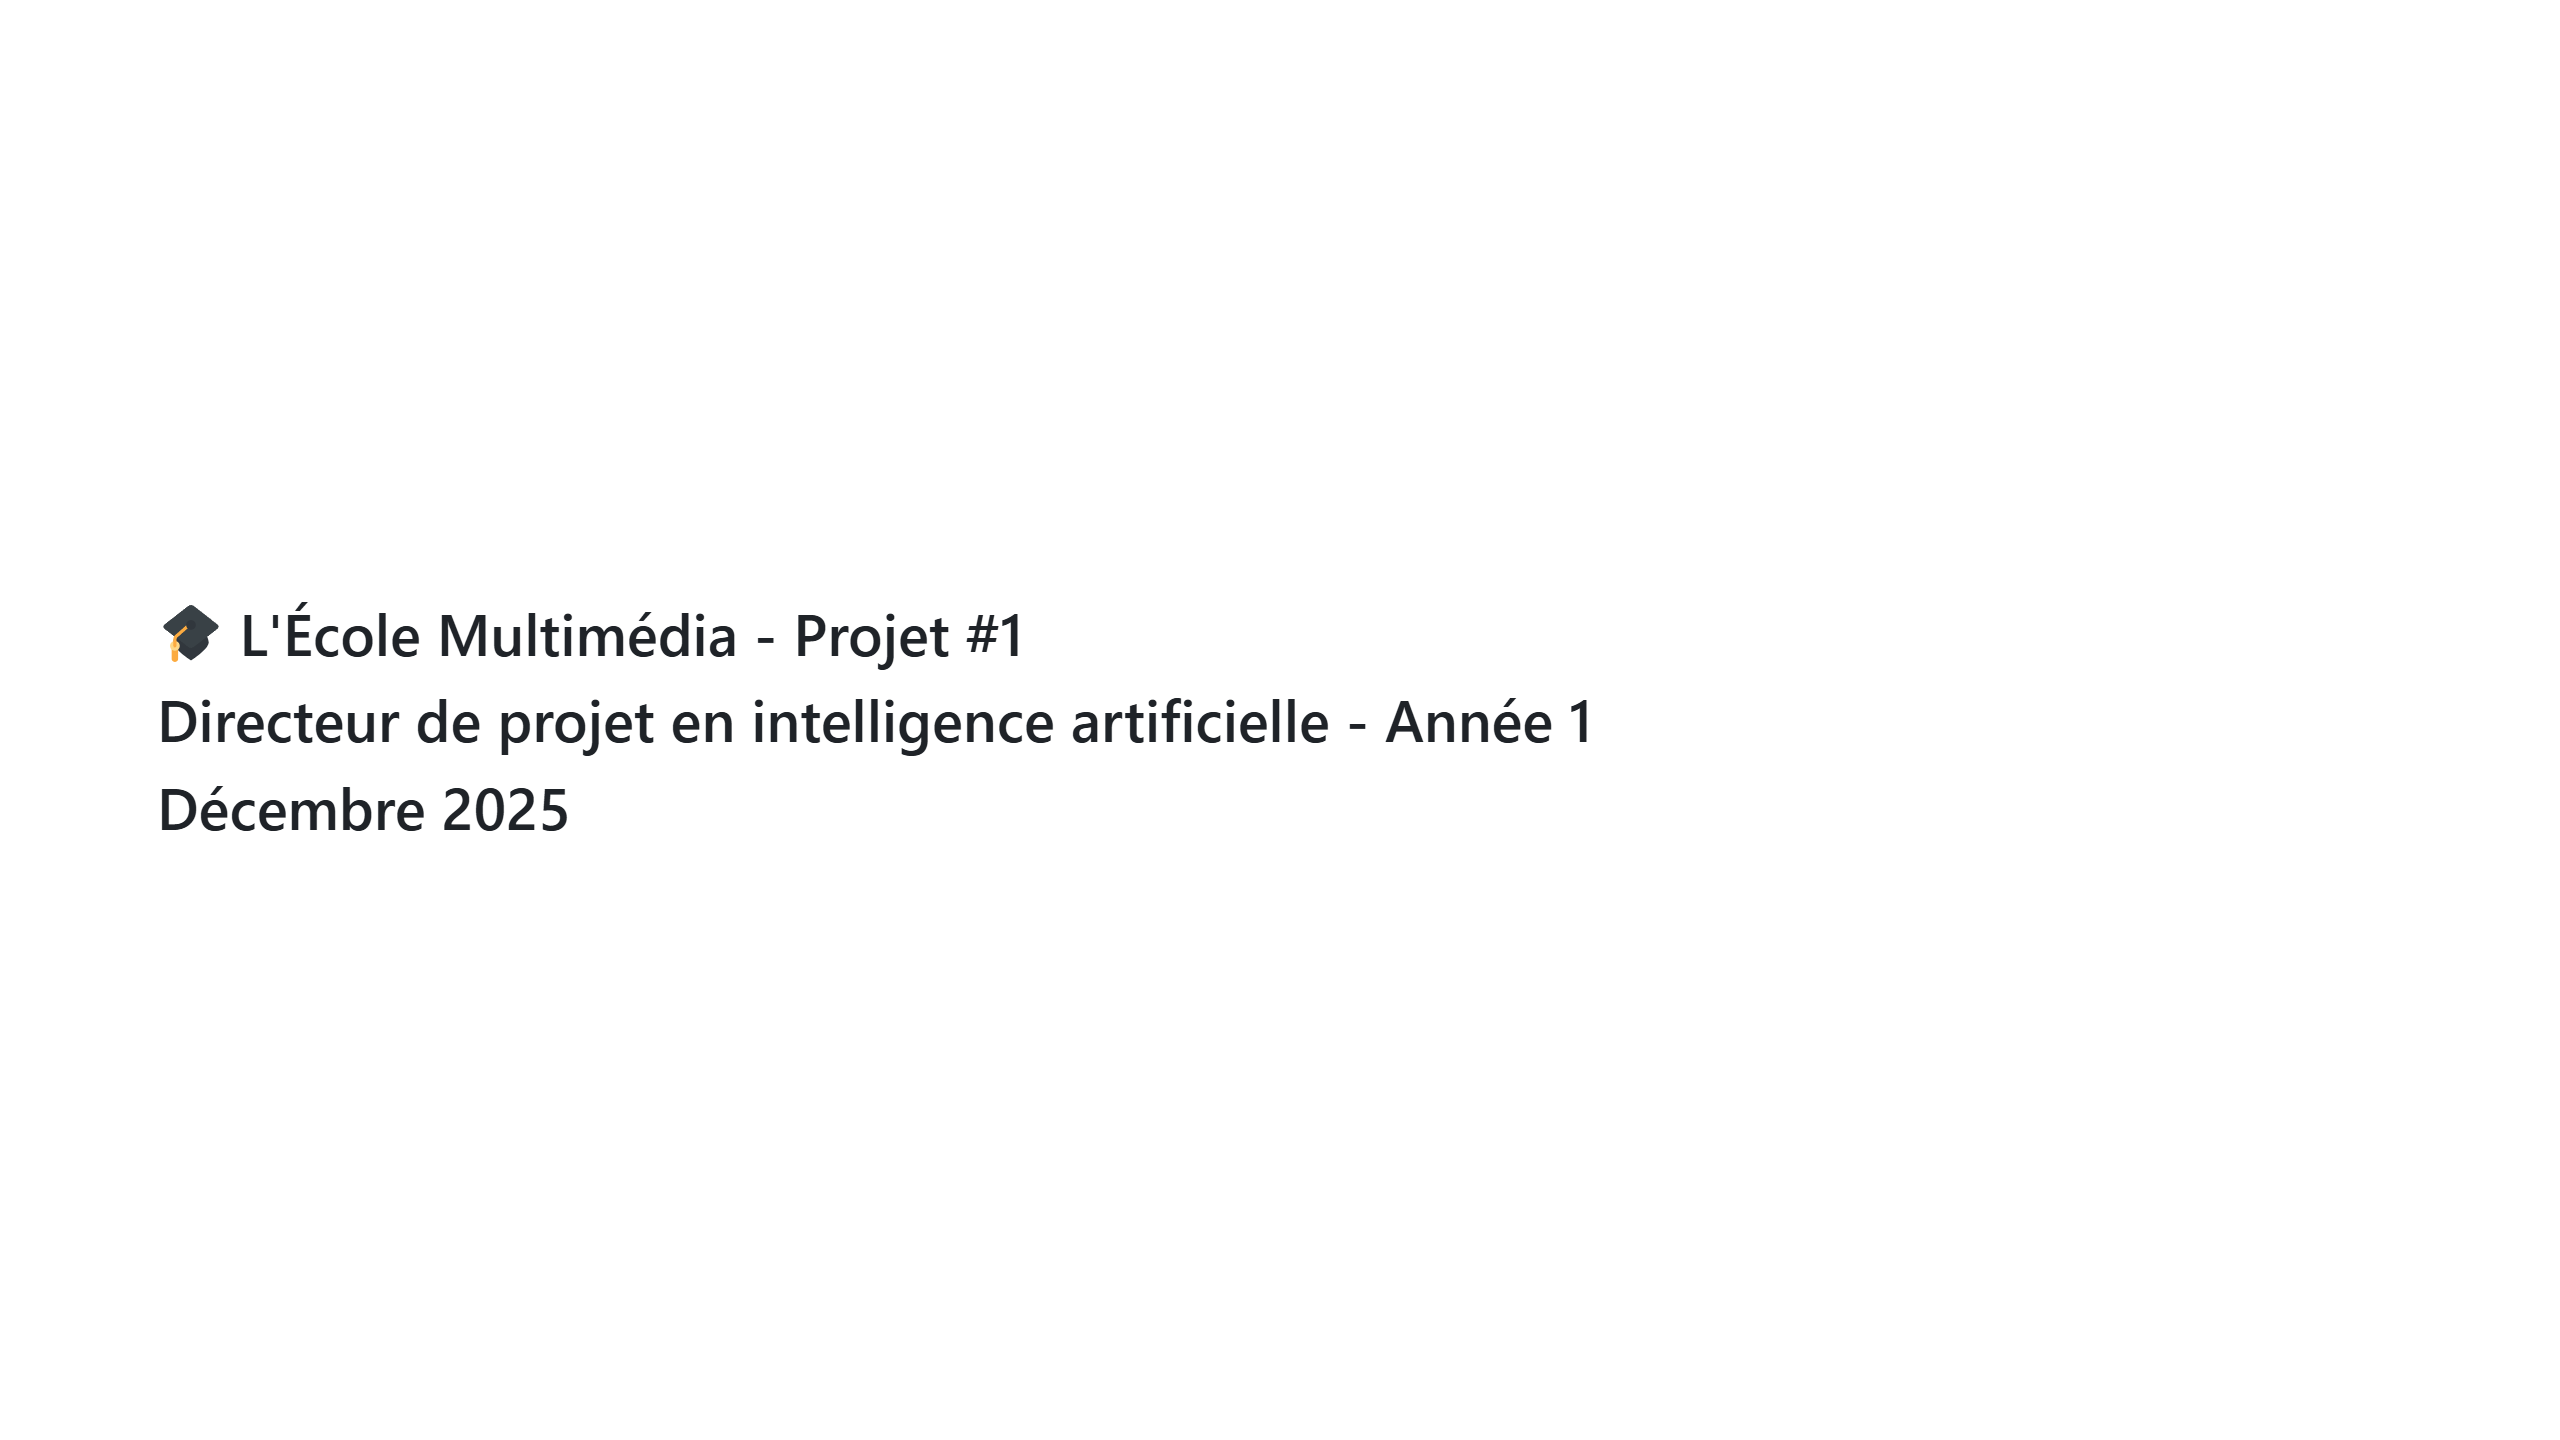 🎓 L'École Multimédia - Projet #1
Directeur de projet en intelligence artificielle - Année 1
Décembre 2025